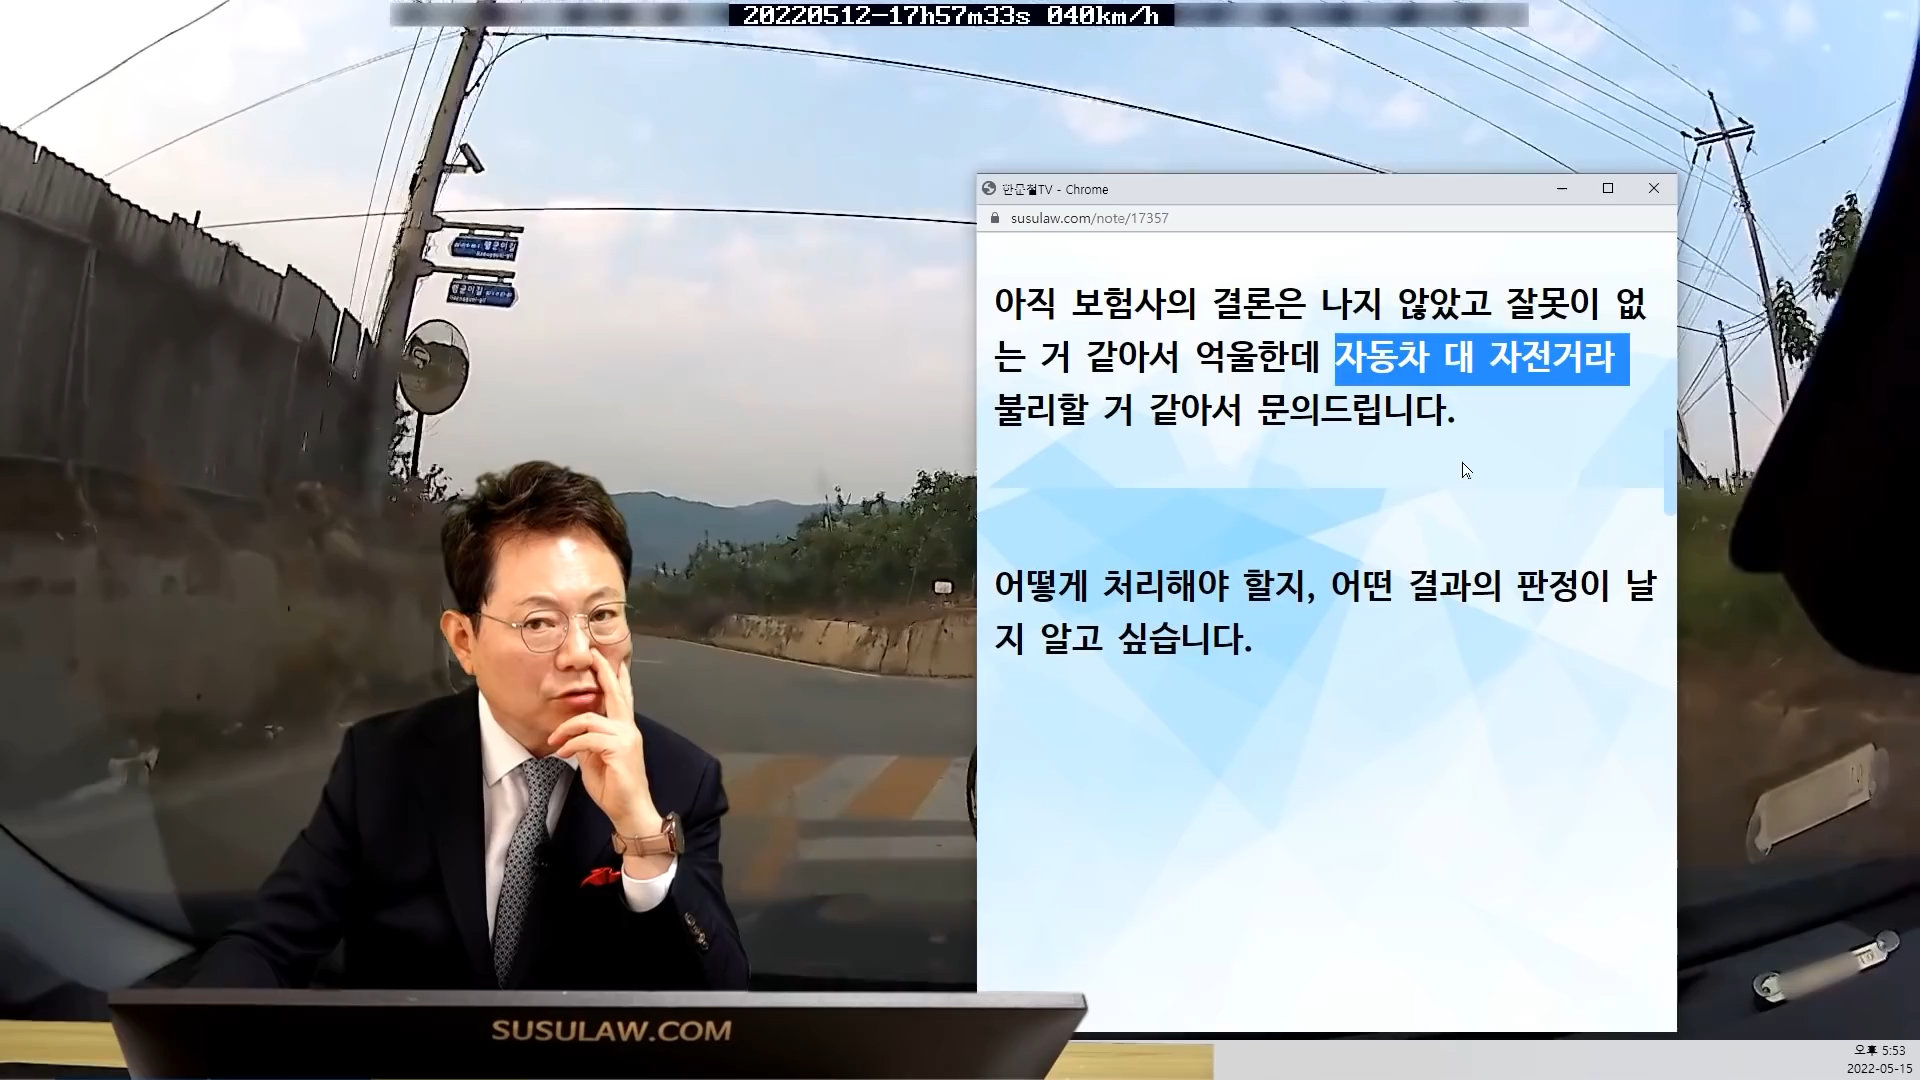 20220512-17h57m33s 040km/h
한문철TV - Chrome
susulaw.com/note/17357
아직 보험사의 결론은 나지 않았고 잘못이 없
는 거 같아서 억울한데 자동차 대 자전거라
불리할 거 같아서 문의드립니다.
어떻게 처리해야 할지, 어떤 결과의 판정이 날
지 알고 싶습니다.
SUSULAW.COM
오후 5:53
2022-05-15